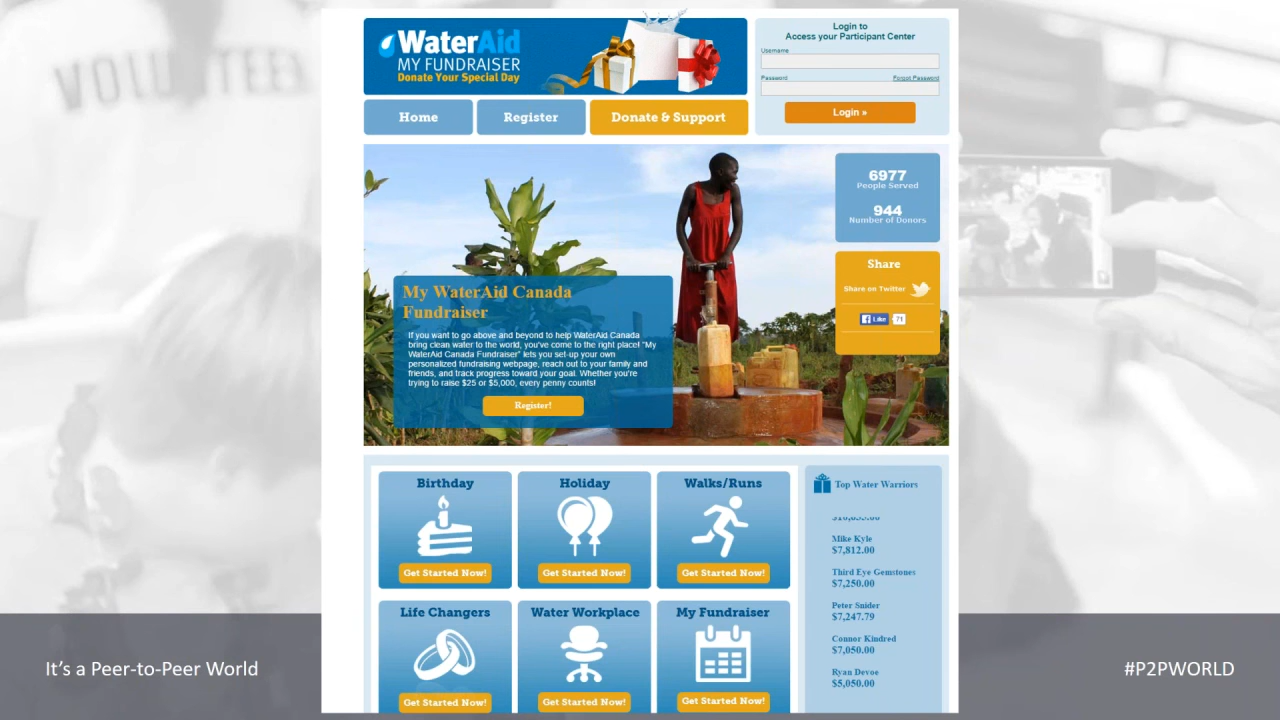 WaterAid
MY FUNDRAISER
Donate Your Special Day
Login to
Access your Participant Center
Username
Password
Forgot Password
Login »
Home
Register
Donate & Support
6977
People Served
944
Number of Donors
Share
Share on Twitter
Like
71
My WaterAid Canada
Fundraiser
If you want to go above and beyond to help WaterAid Canada
bring clean water to the world, you've come to the right place! "My
WaterAid Canada Fundraiser" lets you set-up your own
personalized fundraising webpage, reach out to your family and
friends, and track progress toward your goal. Whether you're
trying to raise $25 or $5,000, every penny counts!
Register!
Birthday
Get Started Now!
Holiday
Get Started Now!
Walks/Runs
Get Started Now!
Life Changers
Get Started Now!
Water Workplace
Get Started Now!
My Fundraiser
Get Started Now!
Top Water Warriors
Mike Kyle
$7,812.00
Third Eye Gemstones
$7,250.00
Peter Snider
$7,247.79
Connor Kindred
$7,050.00
Ryan Devoe
$5,050.00
It's a Peer-to-Peer World
#P2PWORLD